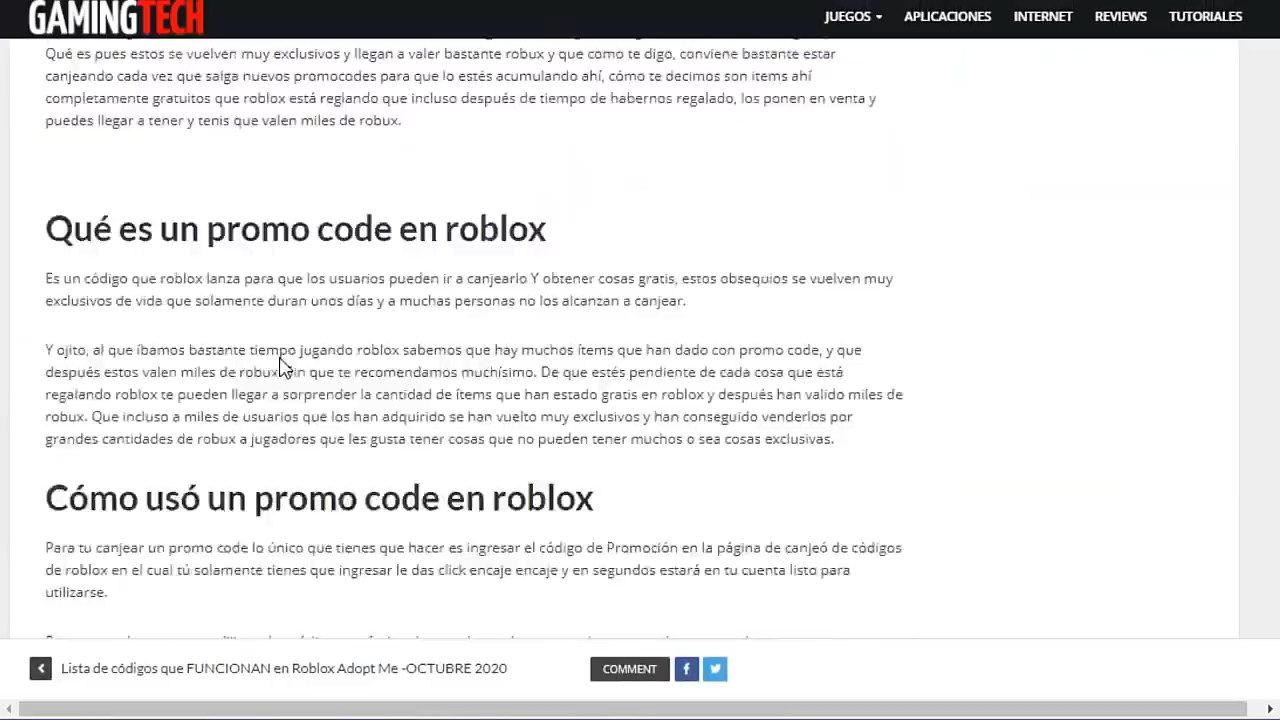 GAMINGTECH
JUEGOS
APLICACIONES
INTERNET
REVIEWS
TUTORIALES
Qué es pues estos se vuelven muy exclusivos y llegan a valer bastante robux y que como te digo, conviene bastante estar
canjeando cada vez que salga nuevos promocodes para que lo estés acumulando ahí, cómo te decimos son items ahí
completamente gratuitos que roblox está reglando que incluso después de tiempo de habernos regalado, los ponen en venta y
puedes llegar a tener y tenis que valen miles de robux.
Qué es un promo code en roblox
Es un código que roblox lanza para que los usuarios pueden ir a canjearlo Y obtener cosas gratis, estos obsequios se vuelven muy
exclusivos de vida que solamente duran unos días y a muchas personas no los alcanzan a canjear.
Y ojito, al que íbamos bastante tiempo jugando roblox sabemos que hay muchos ítems que han dado con promo code, y que
después estos valen miles de robux que te recomendamos muchísimo. De que estés pendiente de cada cosa que está
regalando roblox te pueden llegar a sorprender la cantidad de ítems que han estado gratis en roblox y después han valido miles de
robux. Que incluso a miles de usuarios que los han adquirido se han vuelto muy exclusivos y han conseguido venderlos por
grandes cantidades de robux a jugadores que les gusta tener cosas que no pueden tener muchos o sea cosas exclusivas.
Cómo usó un promo code en roblox
Para tu canjear un promo code lo único que tienes que hacer es ingresar el código de Promoción en la página de canjeó de códigos
de roblox en el cual tú solamente tienes que ingresar le das click encaje encaje y en segundos estará en tu cuenta listo para
utilizarse.
Lista de códigos que FUNCIONAN en Roblox Adopt Me -OCTUBRE 2020
COMMENT